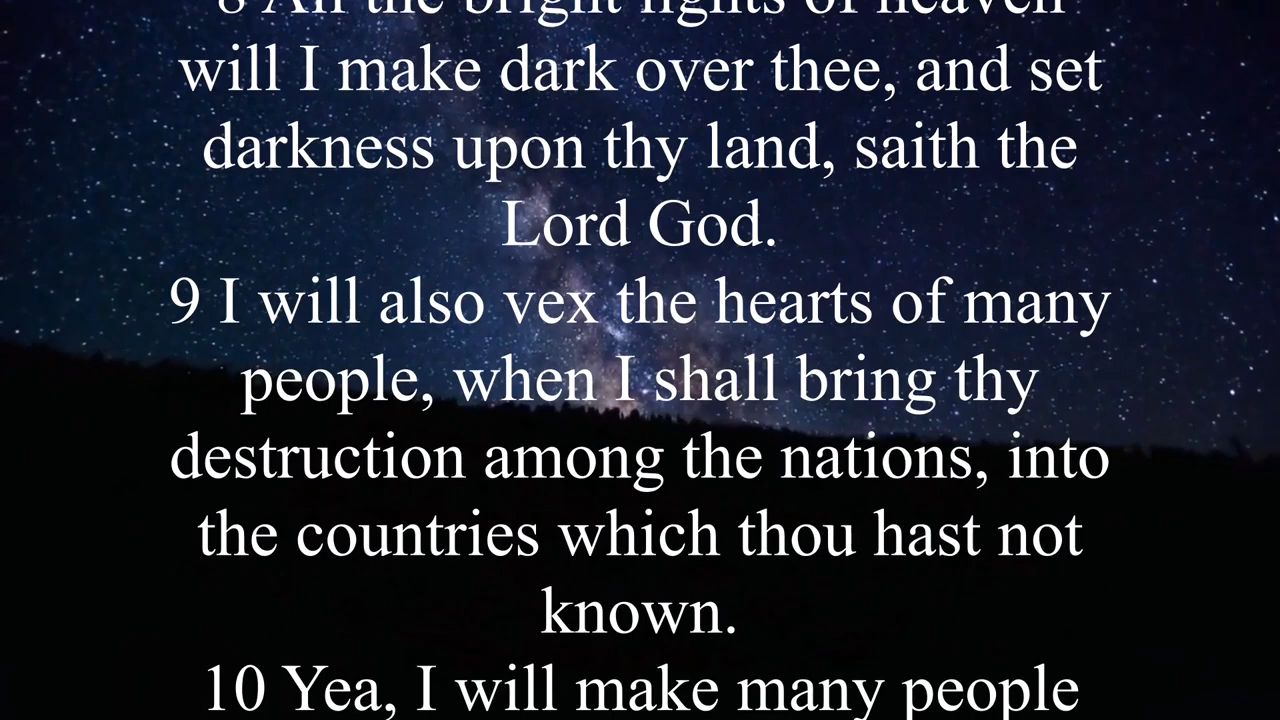 8 All the bright lights of heaven
will I make dark over thee, and set
darkness upon thy land, saith the
Lord God.
9 I will also vex the hearts of many
people, when I shall bring thy
destruction among the nations, into
the countries which thou hast not
known.
10 Yea, I will make many people